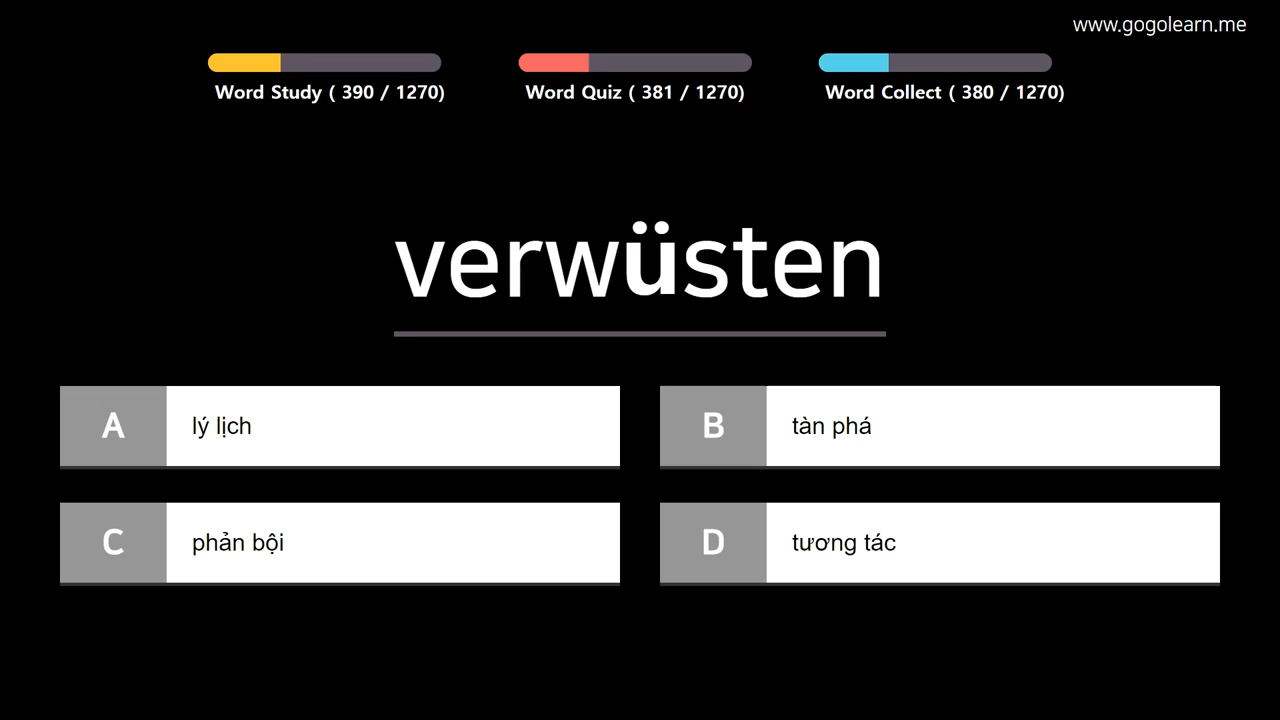 www.gogolearn.me
Word Study ( 390 / 1270)
Word Quiz ( 381 / 1270)
Word Collect ( 380 / 1270)
verwüsten
A lý lịch
B tàn phá
C phản bội
D tương tác